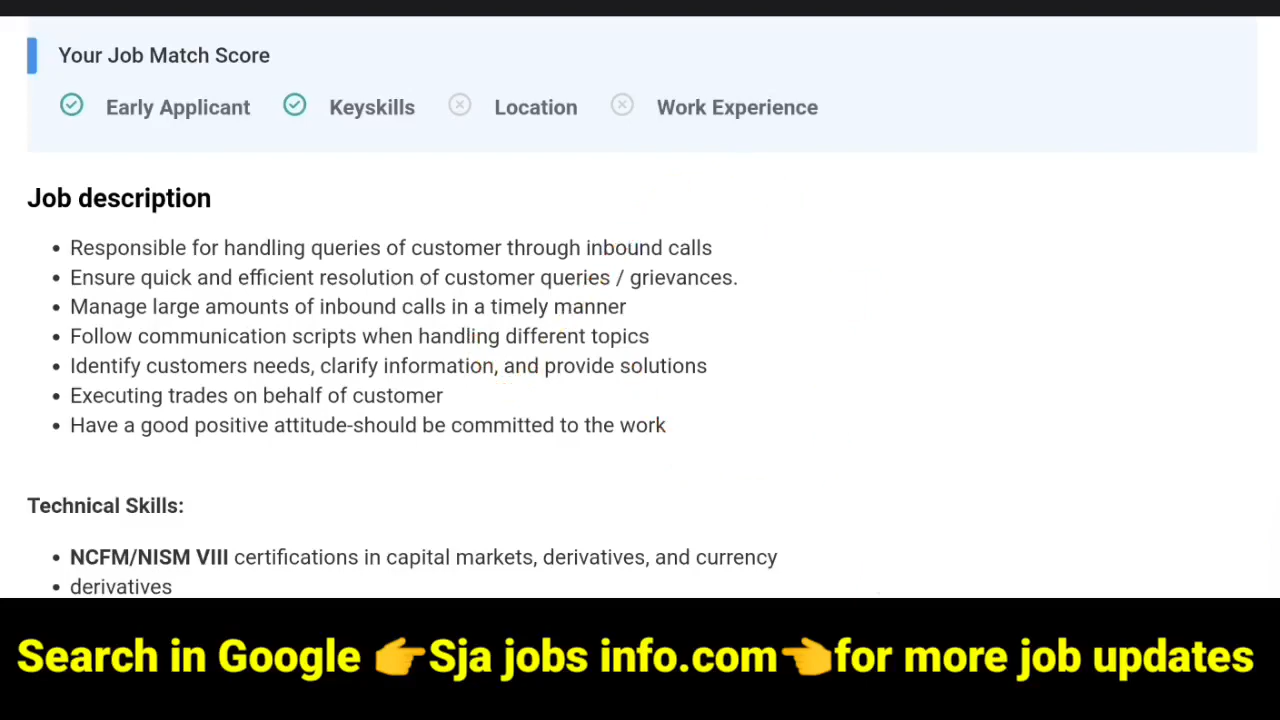 Your Job Match Score
Early Applicant Keyskills Location Work Experience
Job description
• Responsible for handling queries of customer through inbound calls
• Ensure quick and efficient resolution of customer queries / grievances.
• Manage large amounts of inbound calls in a timely manner
• Follow communication scripts when handling different topics
• Identify customers needs, clarify information, and provide solutions
• Executing trades on behalf of customer
• Have a good positive attitude-should be committed to the work
Technical Skills:
• NCFM/NISM VIII certifications in capital markets, derivatives, and currency
• derivatives
Search in Google 👉Sja jobs info.com👈for more job updates